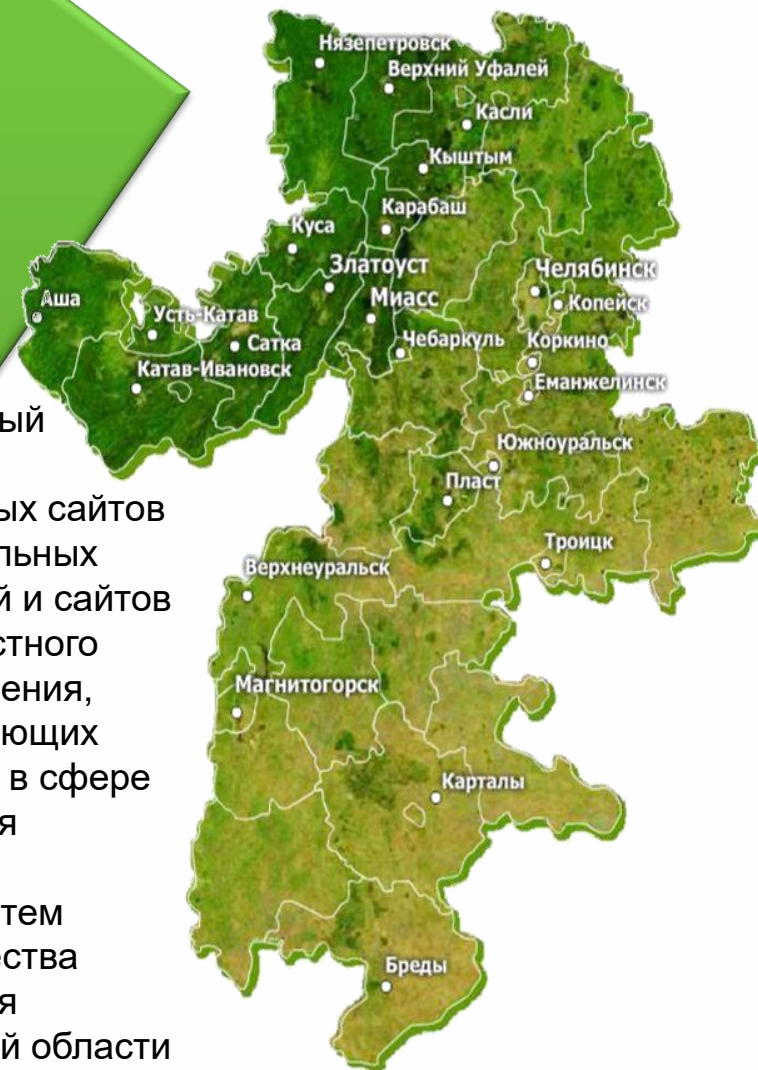 Нязепетровск
Верхний Уфалей
Касли
Кыштым
Карабаш
Куса
Златоуст
Челябинск
Миасс
Копейск
Аша
Усть-Катав
Сатка
Чебаркуль
Коркино
Катав-Ивановск
Еманжелинск
ый
Южноуральск
Пласт
ых сайтов
льных
Троицк
Верхнеуральск
й и сайтов
стного
ения,
Магнитогорск
ющих
в сфере
Карталы
я
тем
ества
Бреды
я
й области